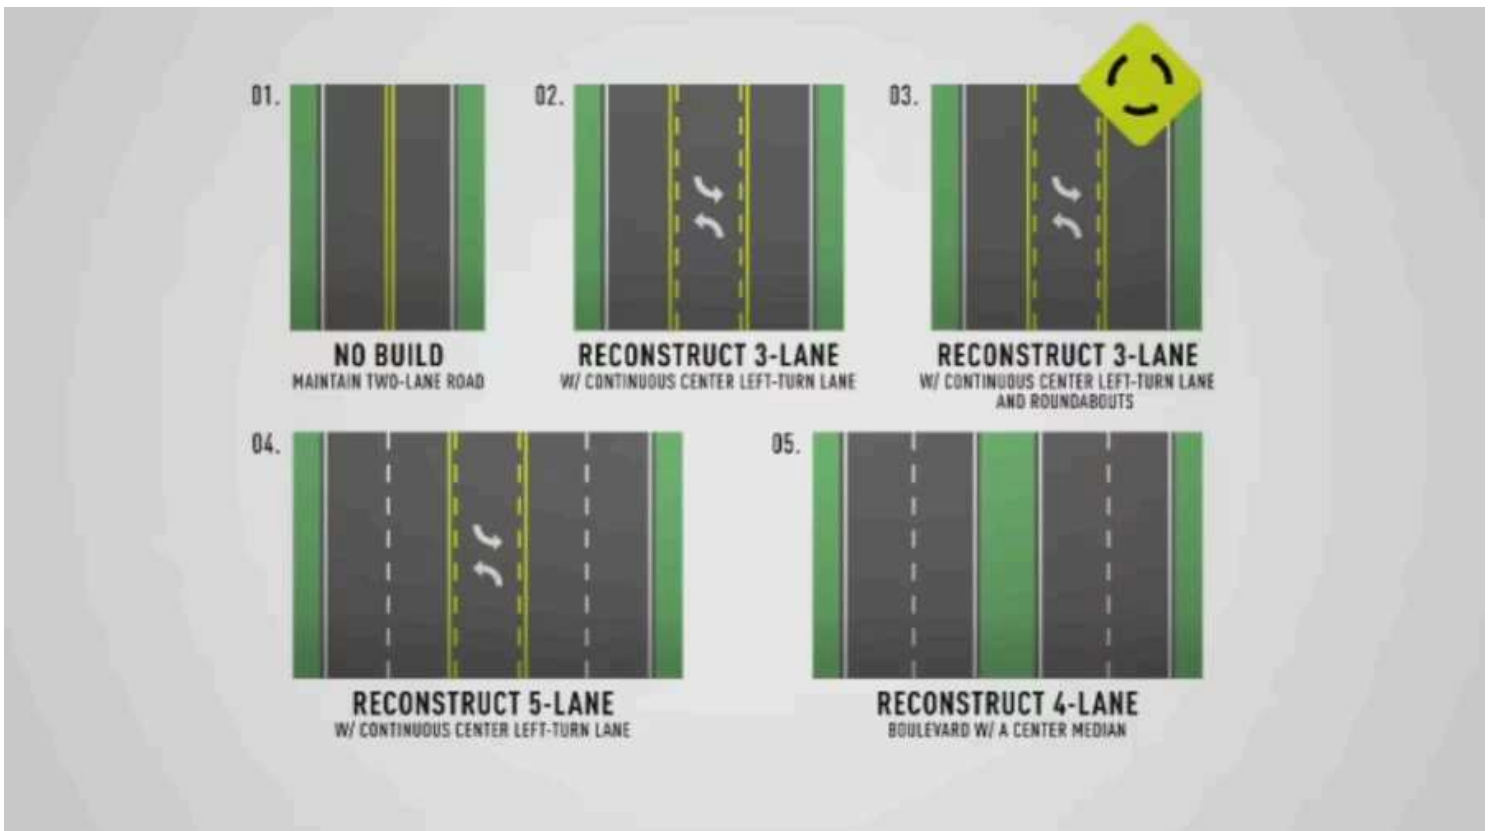 01.
NO BUILD
MAINTAIN TWO-LANE ROAD
02.
RECONSTRUCT 3-LANE
W/ CONTINUOUS CENTER LEFT-TURN LANE
03.
RECONSTRUCT 3-LANE
W/ CONTINUOUS CENTER LEFT-TURN LANE
AND ROUNDABOUTS
04.
RECONSTRUCT 5-LANE
W/ CONTINUOUS CENTER LEFT-TURN LANE
05.
RECONSTRUCT 4-LANE
BOULEVARD W/ A CENTER MEDIAN